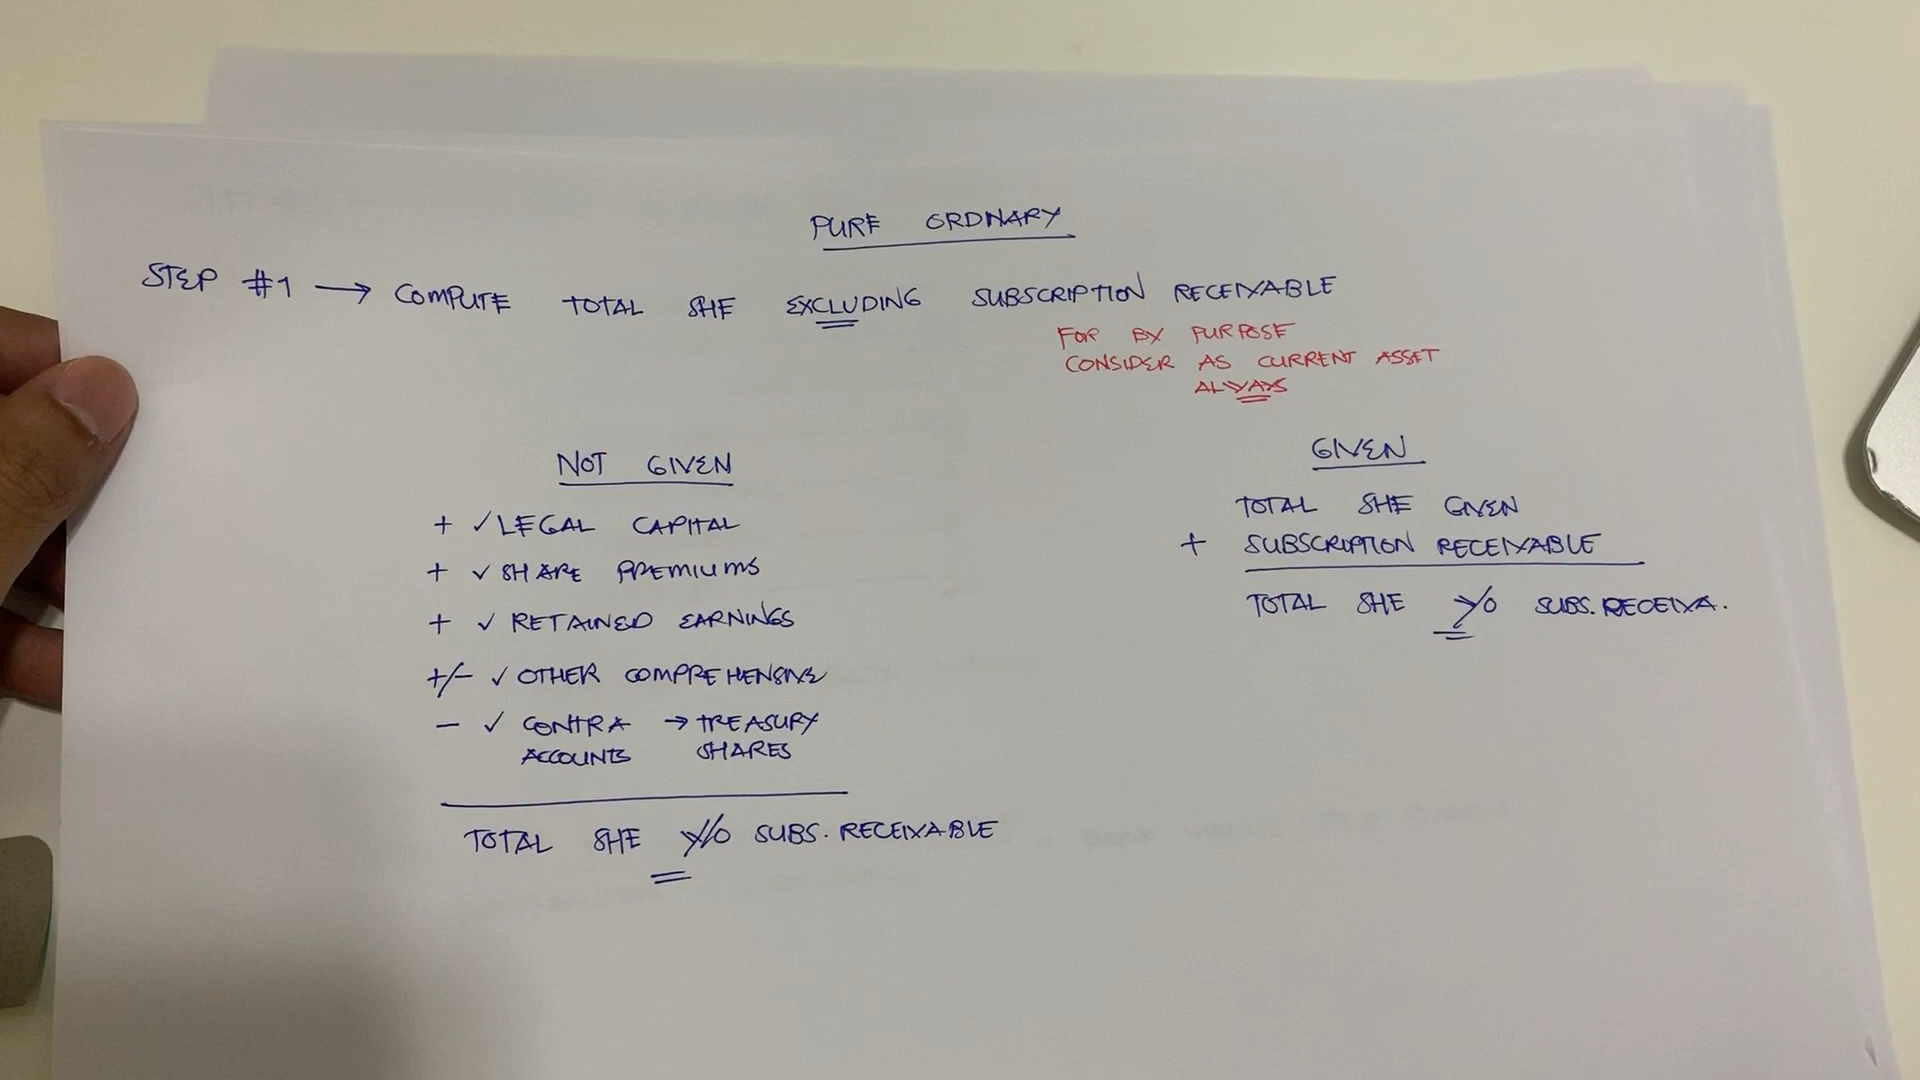 PURE ORDNARY
STEP #1 → COMPUTE TOTAL SHE EXCLUDING SUBSCRIPTION RECEIVABLE
FOR BV PURPOSE
CONSIDER AS CURRENT ASSET
ALWAYS
NOT GIVEN
+ ✓ LEGAL CAPITAL
+ ✓ SHARE PREMIUMS
+ ✓ RETAINED EARNINGS
+/- ✓ OTHER COMPREHENSIVE
- ✓ CONTRA → TREASURY
ACCOUNTS SHARES
TOTAL SHE W/O SUBS. RECEIVABLE
GIVEN
TOTAL SHE GIVEN
+ SUBSCRIPTION RECEIVABLE
TOTAL SHE W/O SUBS. RECEIVA.